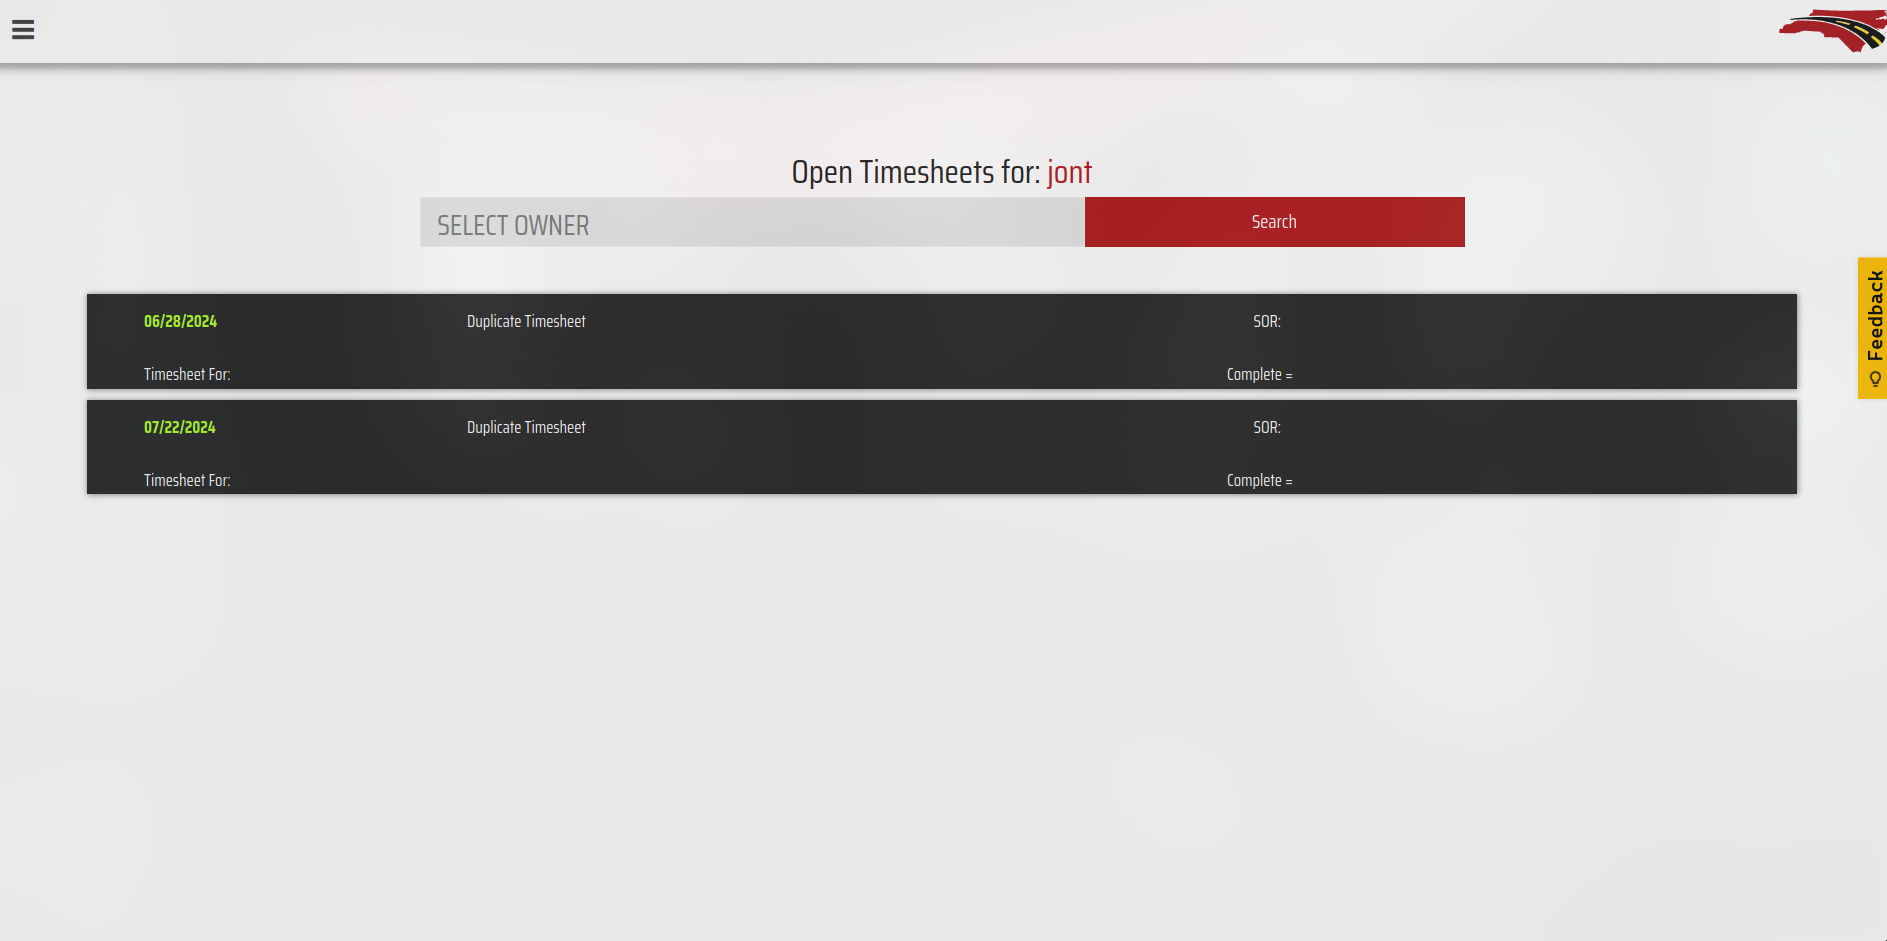 Open Timesheets for: jont
SELECT OWNER
Search
06/28/2024 Duplicate Timesheet SOR:
Timesheet For: Complete =
07/22/2024 Duplicate Timesheet SOR:
Timesheet For: Complete =
Feedback